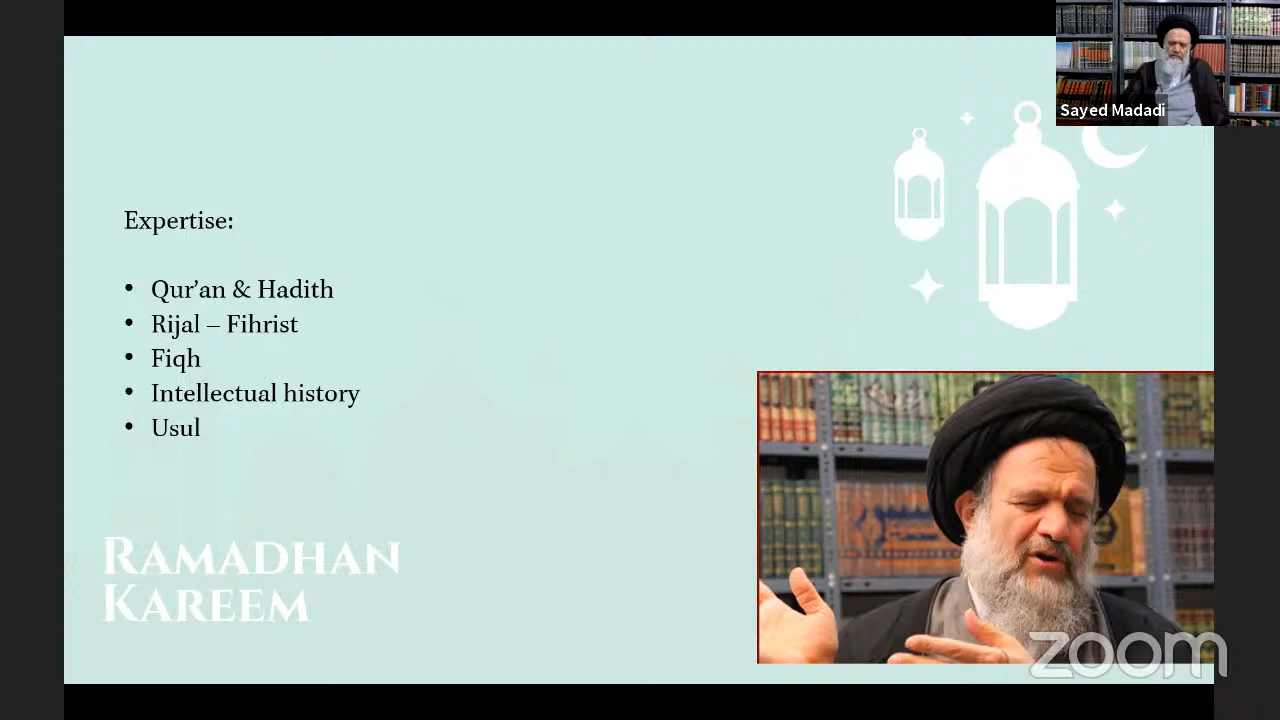 Sayed Madadi
Expertise:
• Qur’an & Hadith
• Rijal – Fihrist
• Fiqh
• Intellectual history
• Usul
RAMADHAN
KAREEM
zoom